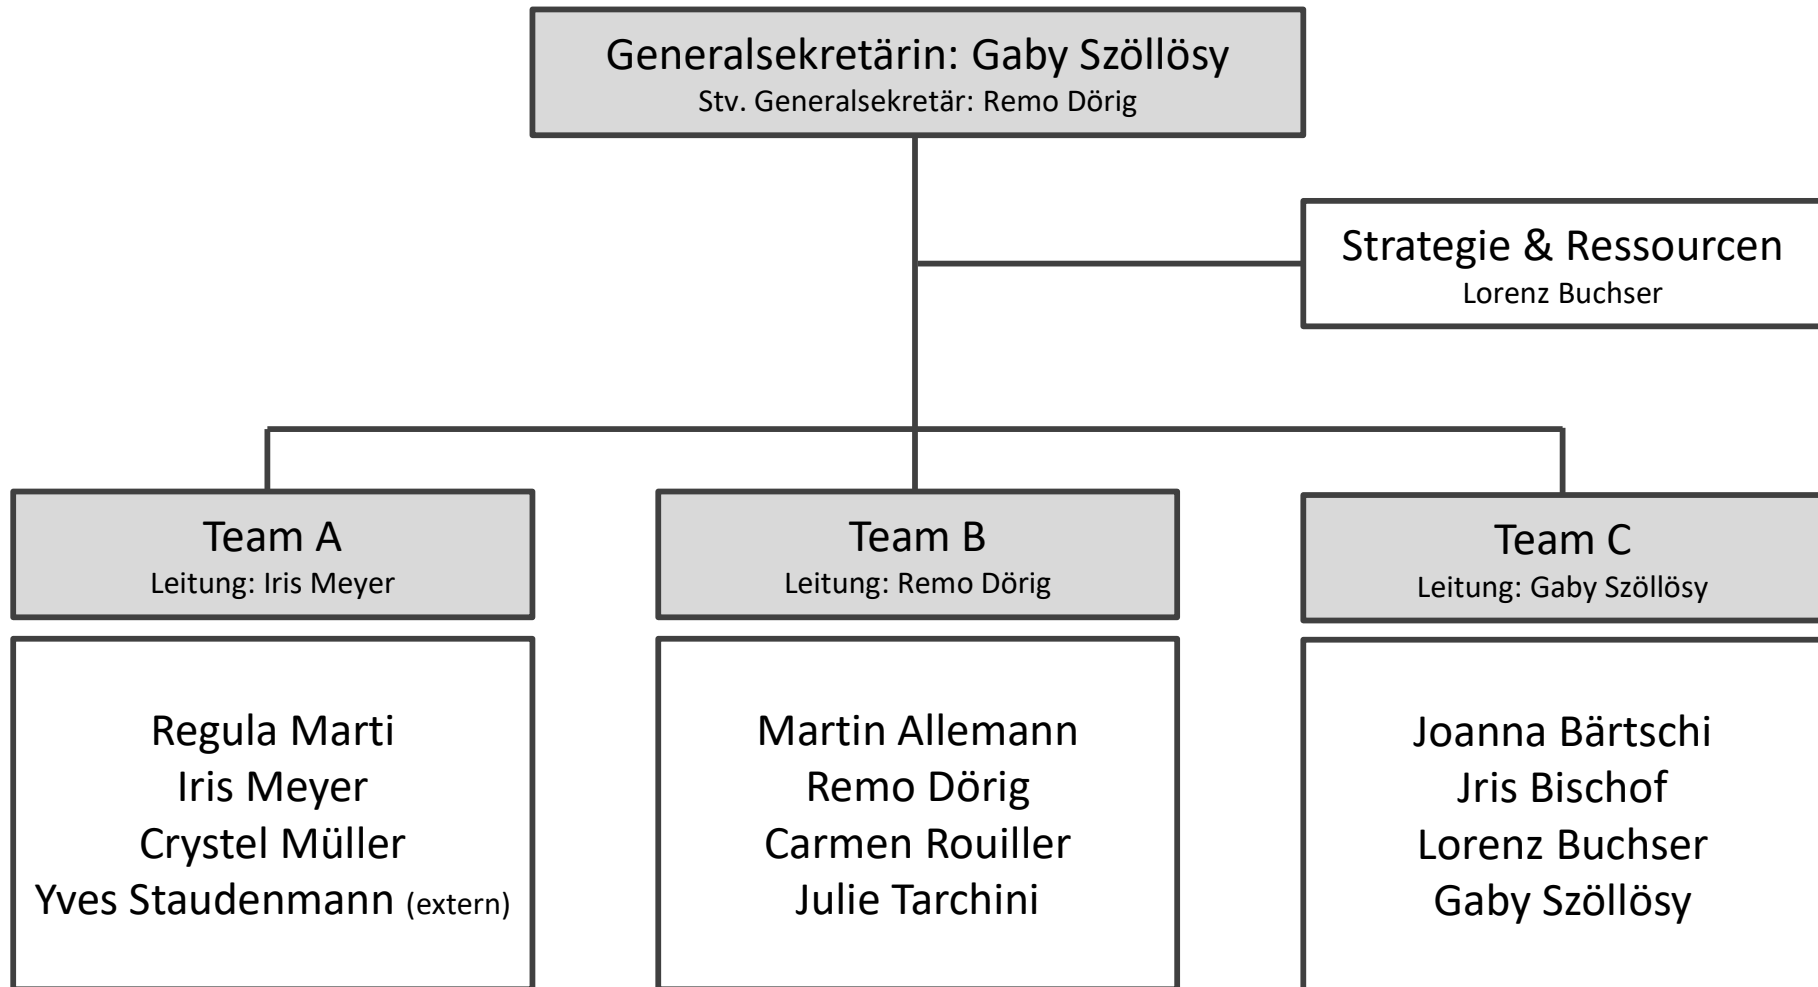 Generalsekretärin: Gaby Szöllösy
Stv. Generalsekretär: Remo Dörig
Strategie & Ressourcen
Lorenz Buchser
Team A
Leitung: Iris Meyer
Regula Marti
Iris Meyer
Crystel Müller
Yves Staudenmann (extern)
Team B
Leitung: Remo Dörig
Martin Allemann
Remo Dörig
Carmen Rouiller
Julie Tarchini
Team C
Leitung: Gaby Szöllösy
Joanna Bärtschi
Jris Bischof
Lorenz Buchser
Gaby Szöllösy